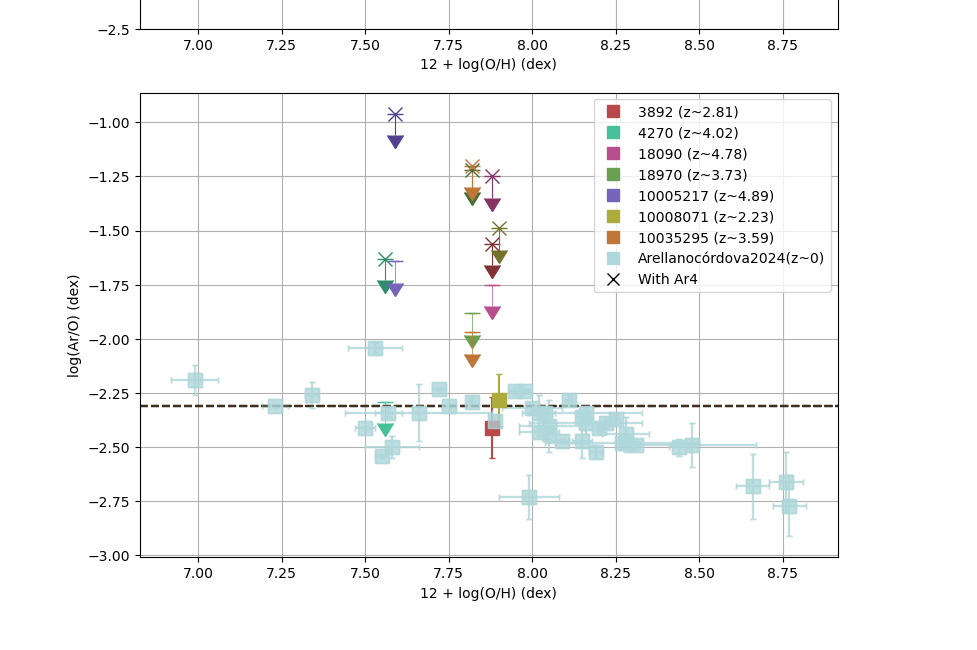 −2.5
7.00 7.25 7.50 7.75 8.00 8.25 8.50 8.75
12 + log(O/H) (dex)
−1.00
−1.25
−1.50
−1.75
−2.00
−2.25
−2.50
−2.75
−3.00
log(Ar/O) (dex)
3892 (z~2.81)
4270 (z~4.02)
18090 (z~4.78)
18970 (z~3.73)
10005217 (z~4.89)
10008071 (z~2.23)
10035295 (z~3.59)
Arellanocórdova2024(z~0)
With Ar4
7.00 7.25 7.50 7.75 8.00 8.25 8.50 8.75
12 + log(O/H) (dex)